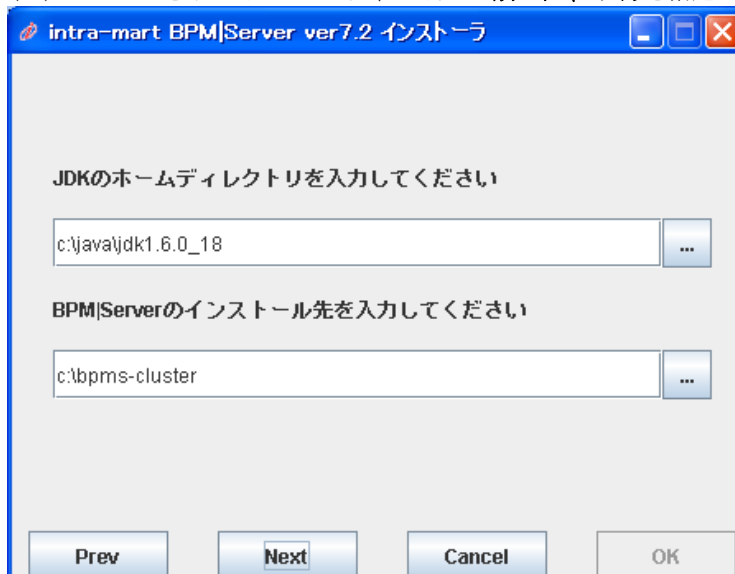 intra-mart BPM|Server ver7.2 インストーラ
JDKのホームディレクトリを入力してください
c:\java\jdk1.6.0_18
...
BPM|Serverのインストール先を入力してください
c:\bpms-cluster
...
Prev Next Cancel OK